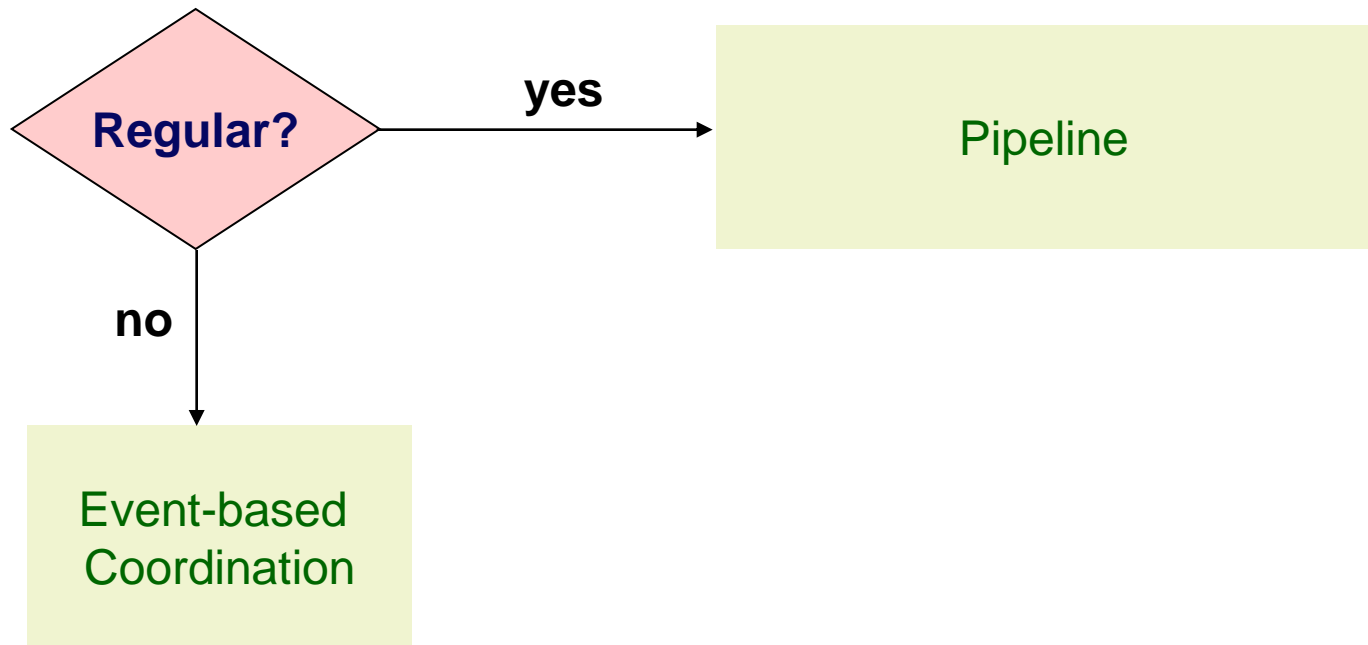 Regular?
yes
Pipeline
no
Event-based
Coordination